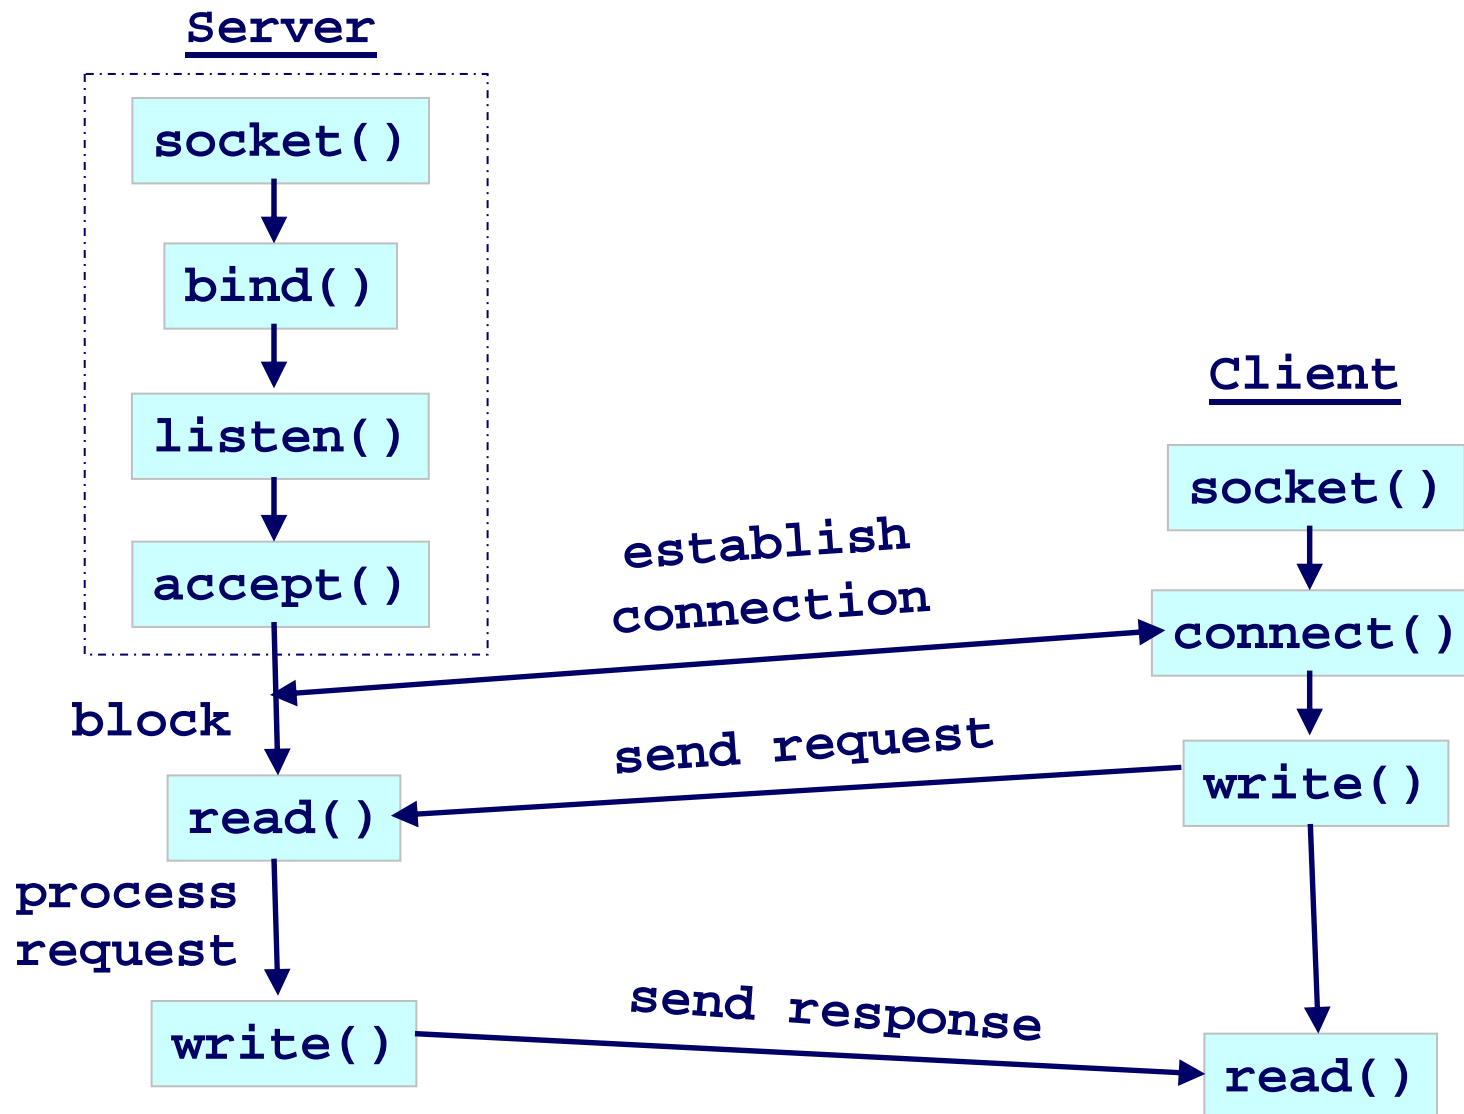 Server
socket()
bind()
listen()
accept()
block
read()
process
request
write()
establish
connection
send request
send response
Client
socket()
connect()
write()
read()